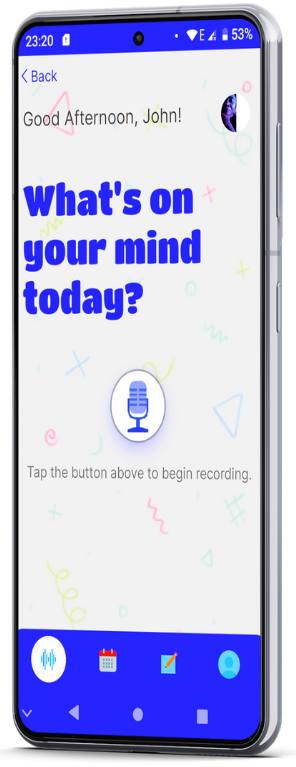 23:20 E 53%
Back
Good Afternoon, John!
What's on
your mind
today?
Tap the button above to begin recording.